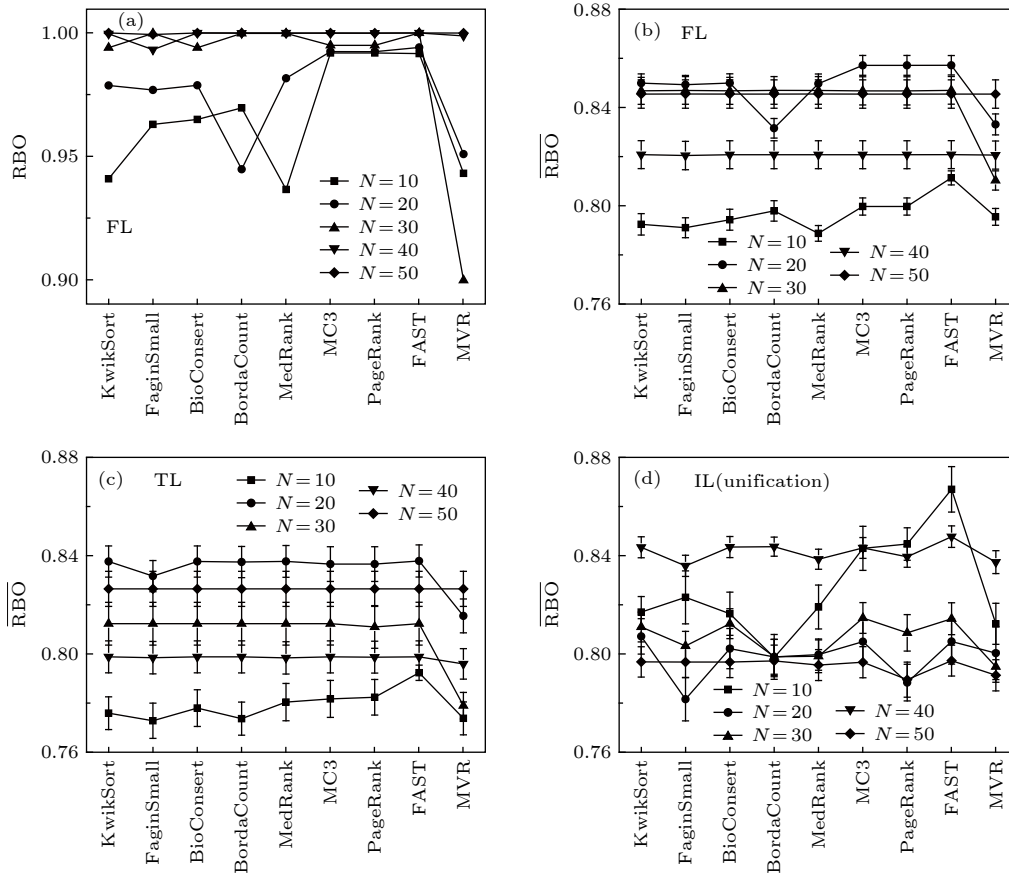 (a)
RBO
1.00
0.95
0.90
FL
N = 10
N = 20
N = 30
N = 40
N = 50
KwikSort
FaginSmall
BioConsert
BordaCount
MedRank
MC3
PageRank
FAST
MVR
(b) FL
RBO
0.88
0.84
0.80
0.76
N = 10
N = 20
N = 30
N = 40
N = 50
KwikSort
FaginSmall
BioConsert
BordaCount
MedRank
MC3
PageRank
FAST
MVR
(c) TL
RBO
0.88
0.84
0.80
0.76
N = 10
N = 20
N = 30
N = 40
N = 50
KwikSort
FaginSmall
BioConsert
BordaCount
MedRank
MC3
PageRank
FAST
MVR
(d) IL(unification)
RBO
0.88
0.84
0.80
0.76
N = 10
N = 20
N = 30
N = 40
N = 50
KwikSort
FaginSmall
BioConsert
BordaCount
MedRank
MC3
PageRank
FAST
MVR